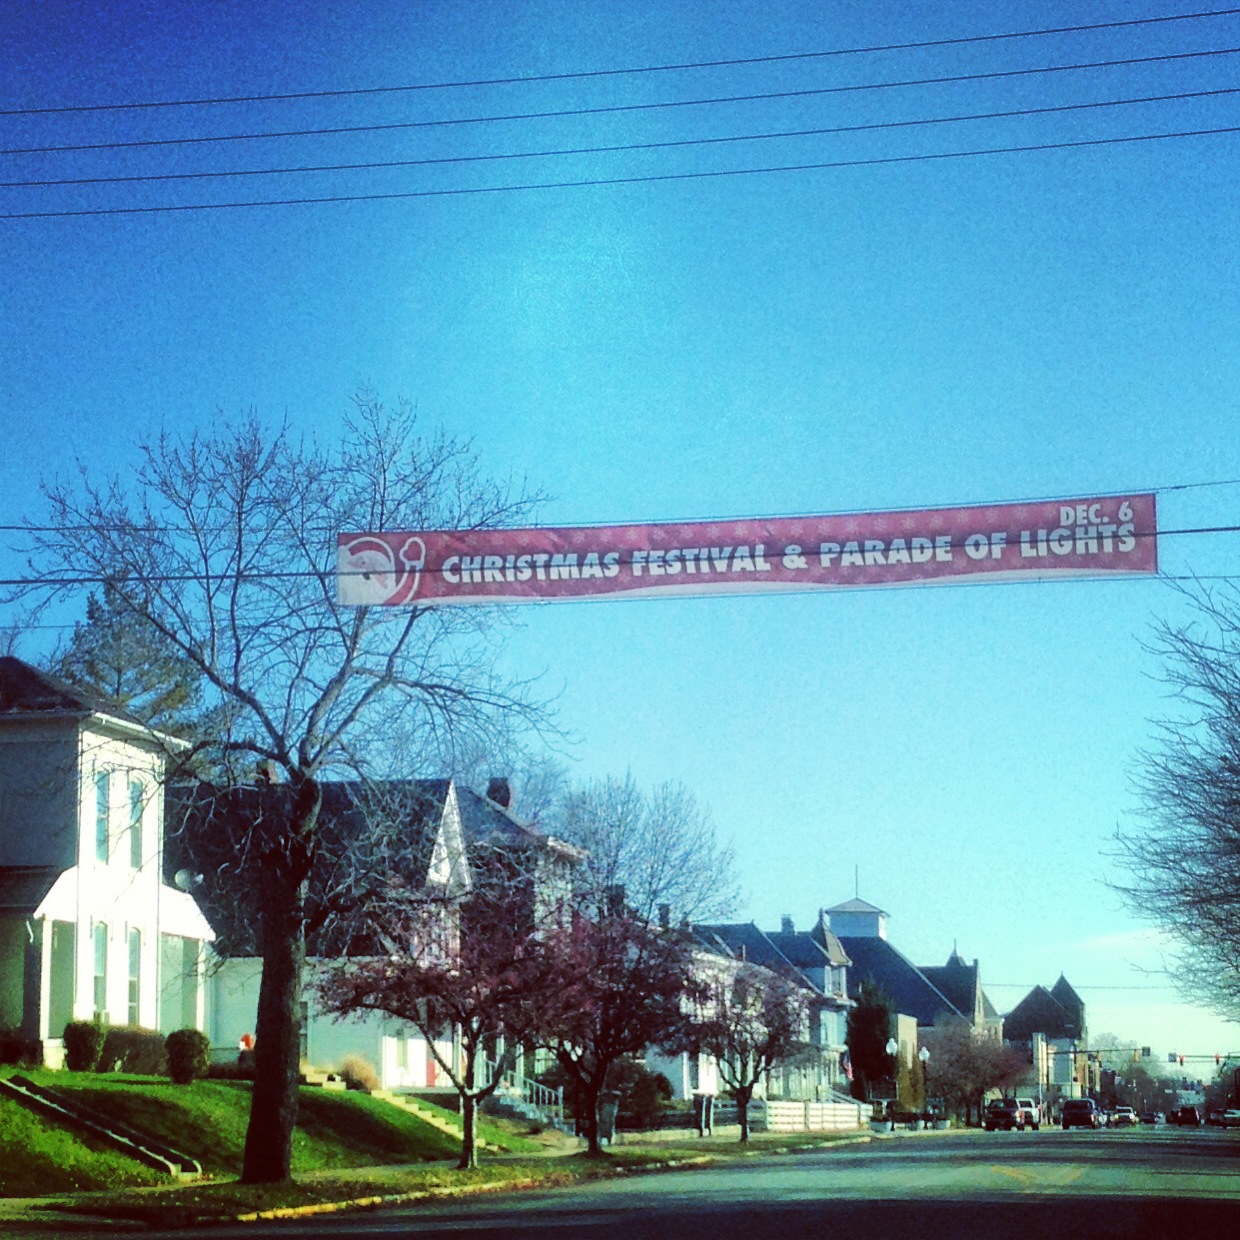 DEC. 6
CHRISTMAS FESTIVAL & PARADE OF LIGHTS